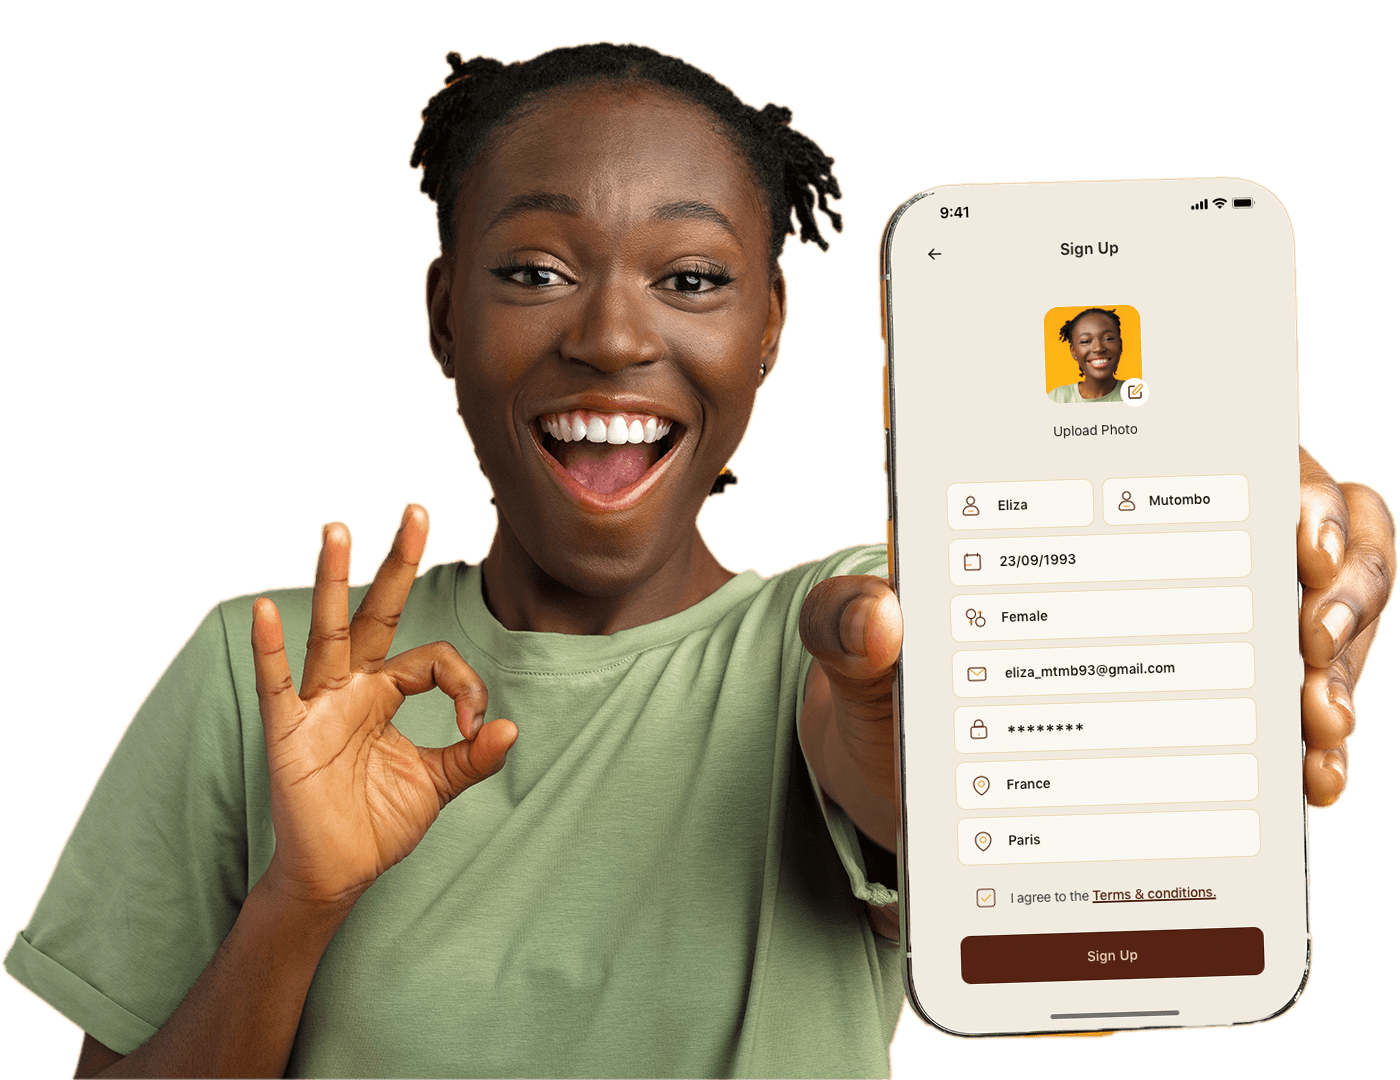 9:41
Sign Up
Upload Photo
Eliza Mutombo
23/09/1993
Female
eliza_mtmb93@gmail.com
********
France
Paris
I agree to the Terms & conditions.
Sign Up